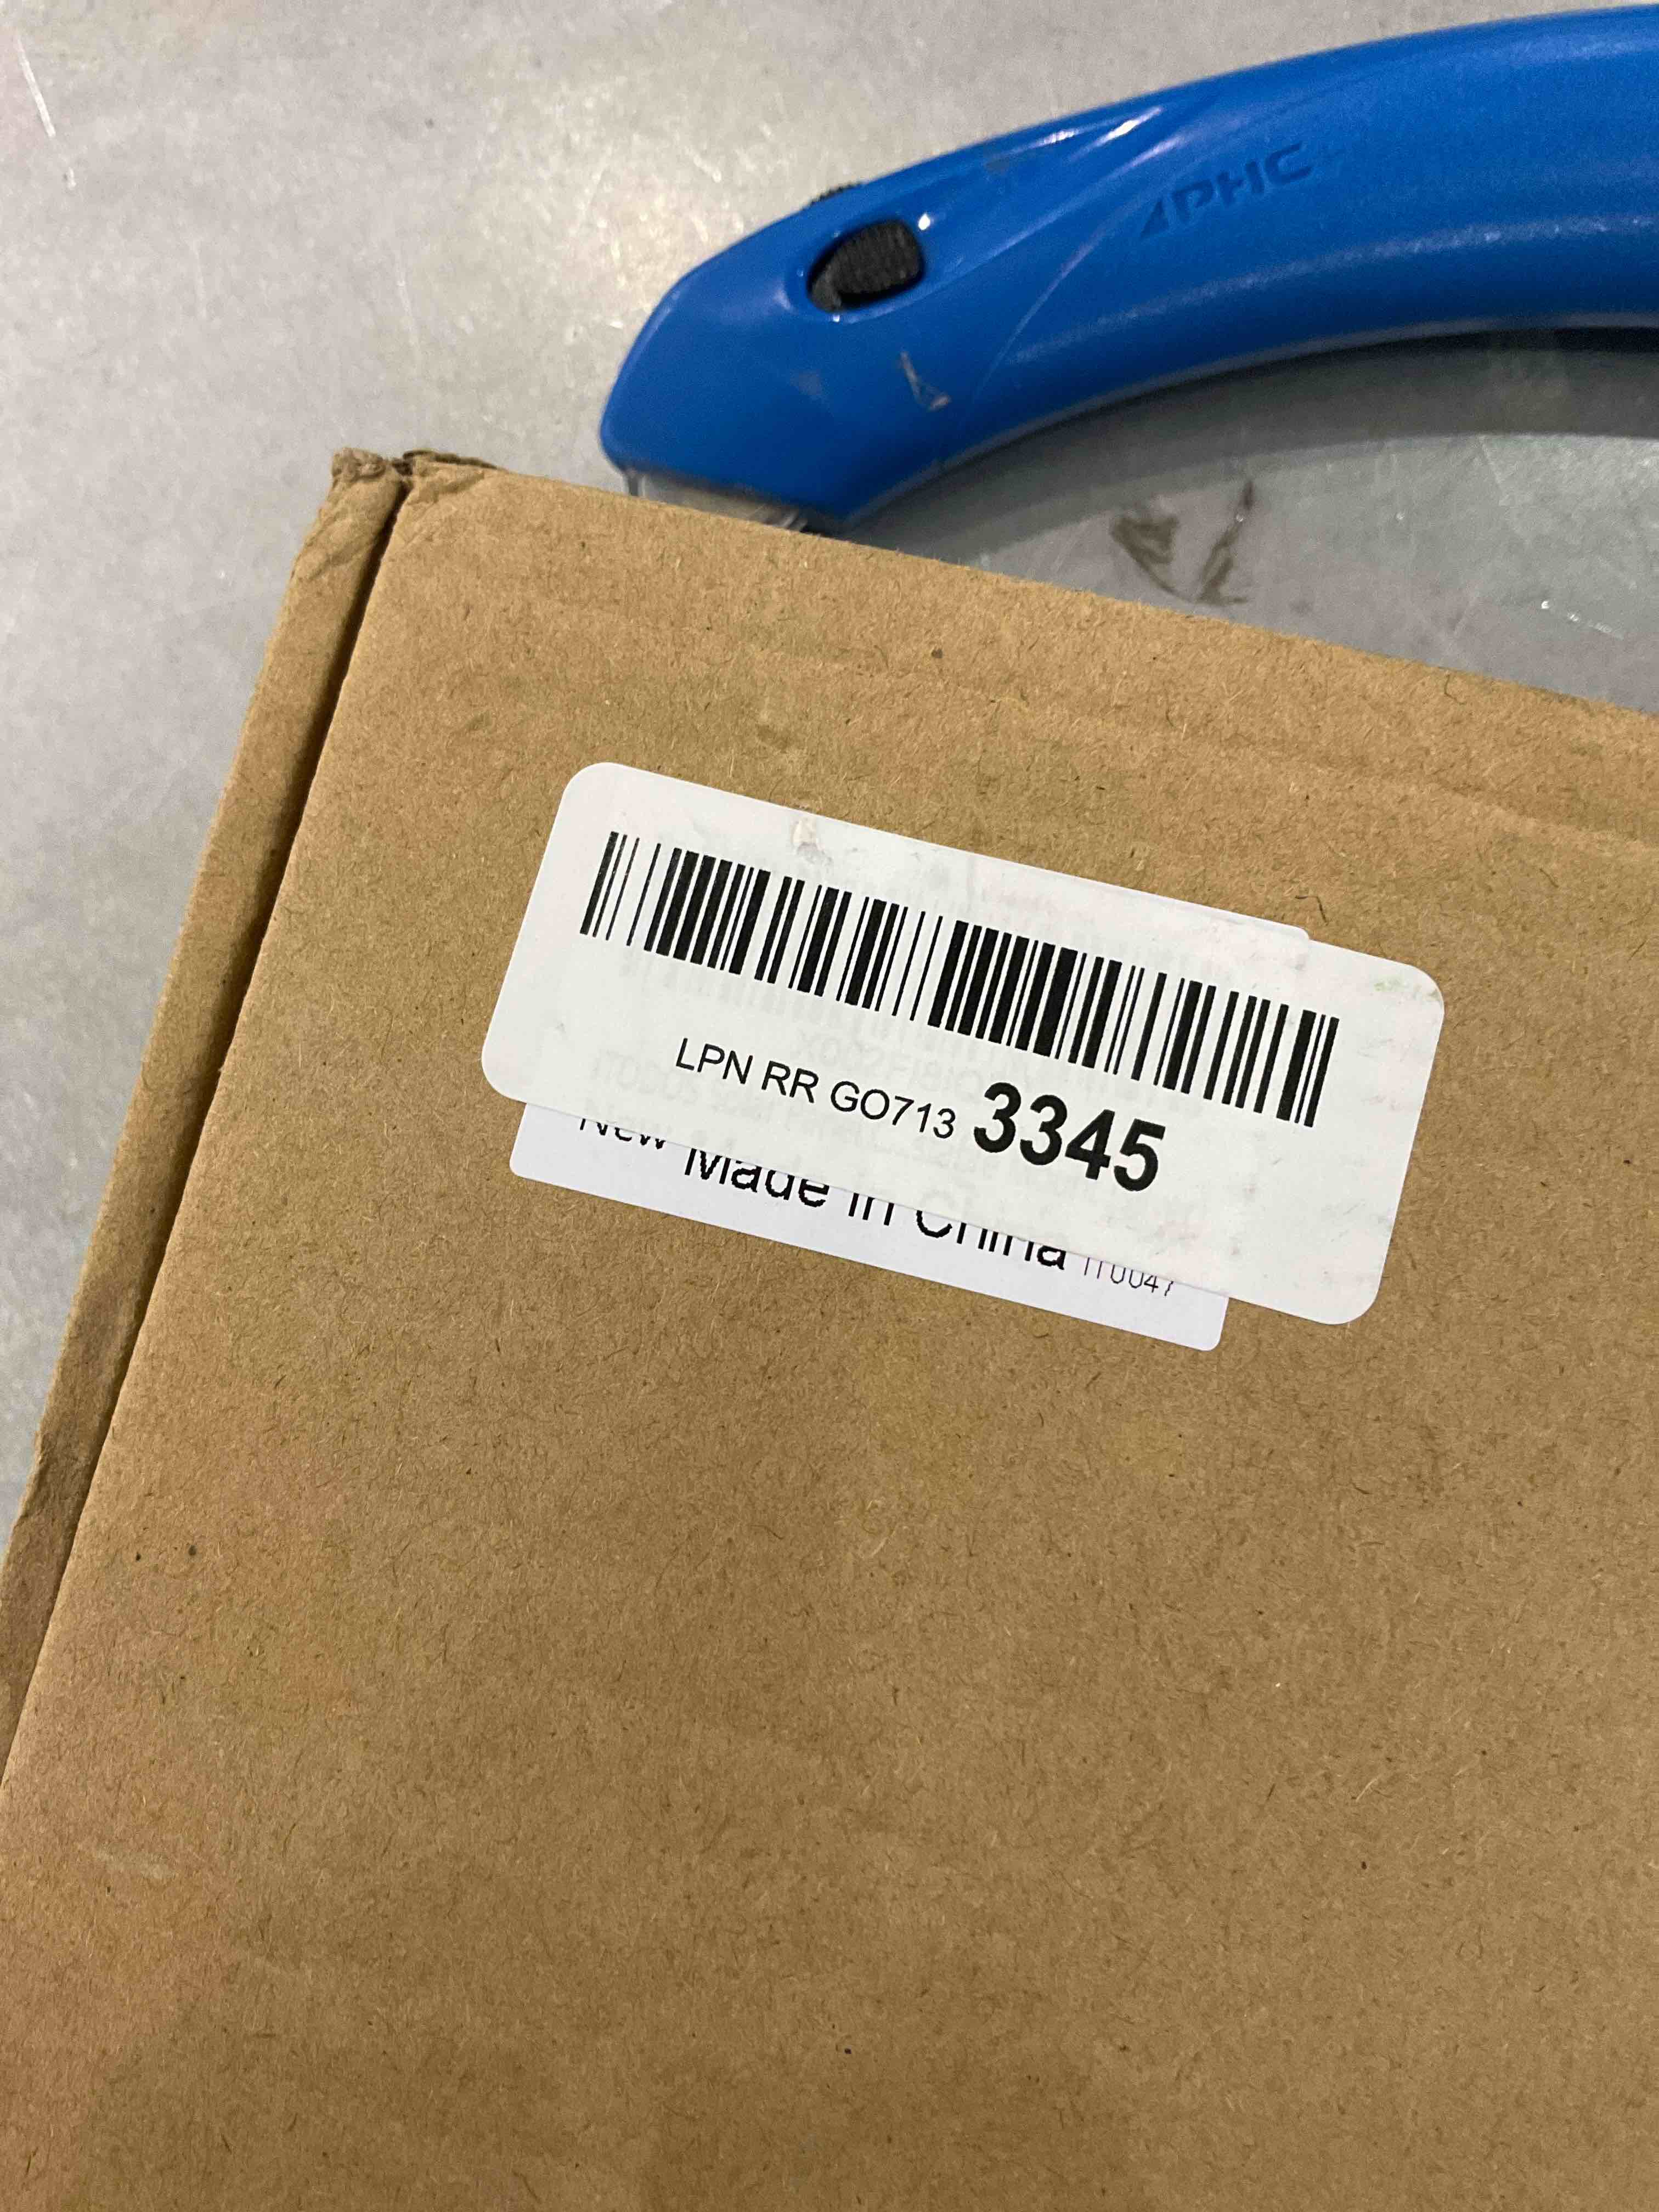 PHC
LPN RR GO713 3345
New
Made in China